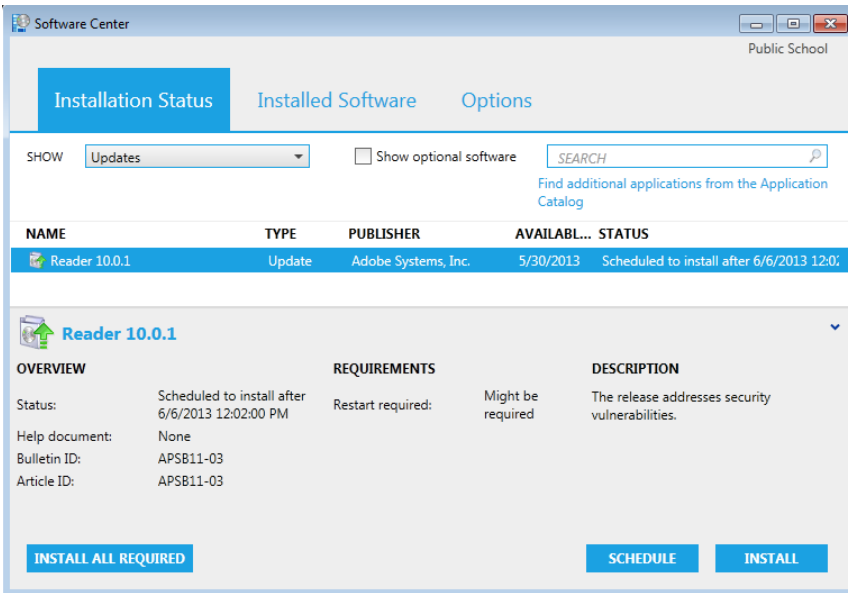 Software Center
Public School
Installation Status Installed Software Options
SHOW Updates Show optional software SEARCH
Find additional applications from the Application
Catalog
NAME TYPE PUBLISHER AVAILABL... STATUS
Reader 10.0.1 Update Adobe Systems, Inc. 5/30/2013 Scheduled to install after 6/6/2013 12:02
Reader 10.0.1
OVERVIEW REQUIREMENTS DESCRIPTION
Status: Scheduled to install after
6/6/2013 12:02:00 PM
Restart required: Might be
required
The release addresses security
vulnerabilities.
Help document: None
Bulletin ID: APSB11-03
Article ID: APSB11-03
INSTALL ALL REQUIRED SCHEDULE INSTALL